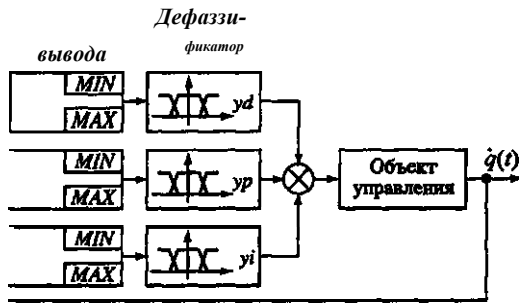 Дефаззи-
фикатор
вывода
MIN
MAX
yd
MIN
MAX
yp
Объект
управления
q̇(t)
MIN
MAX
yi